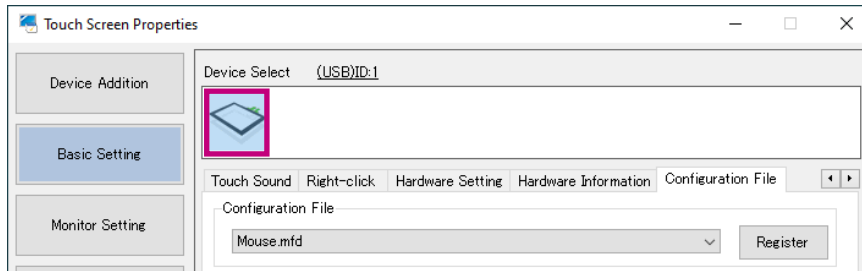 Touch Screen Properties
Device Addition
Basic Setting
Monitor Setting
Device Select (USB)ID:1
Touch Sound Right-click Hardware Setting Hardware Information Configuration File
Configuration File
Mouse.mfd Register